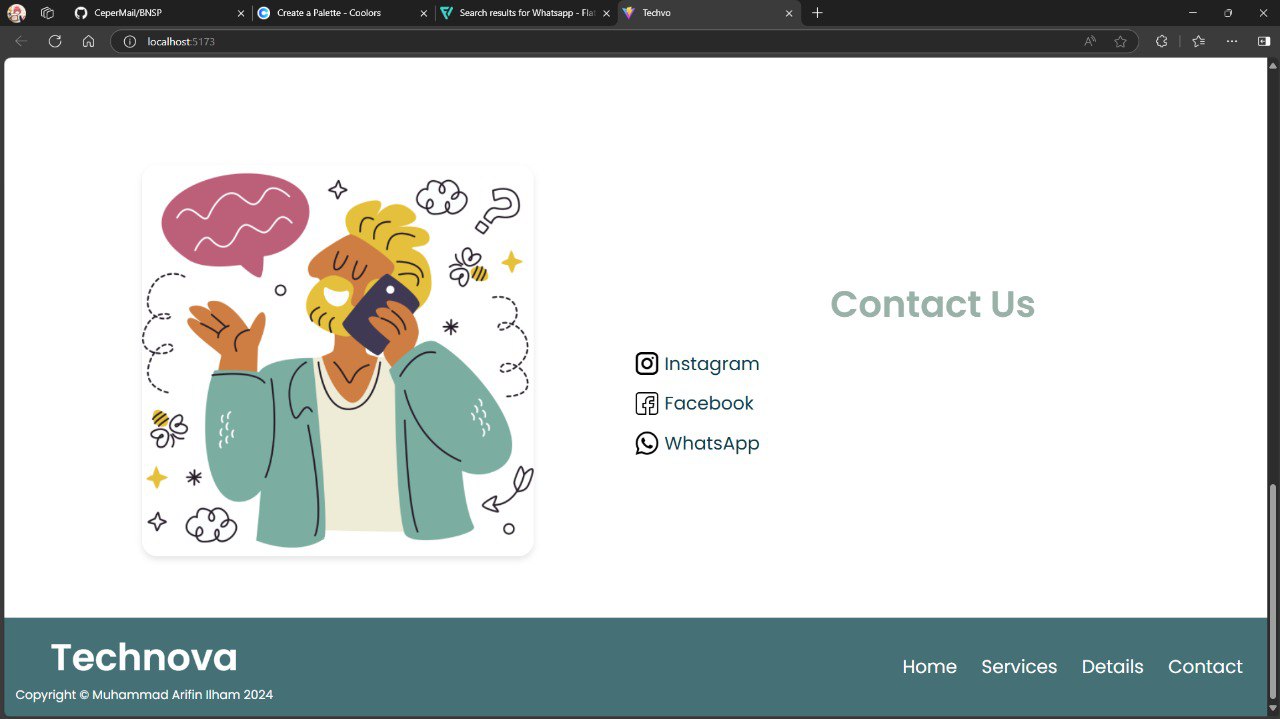 CeperMail/BNSP
Create a Palette - Coolors
Search results for Whatsapp - Flat
Techvo
localhost:5173
Contact Us
Instagram
Facebook
WhatsApp
Technova
Home Services Details Contact
Copyright © Muhammad Arifin Ilham 2024